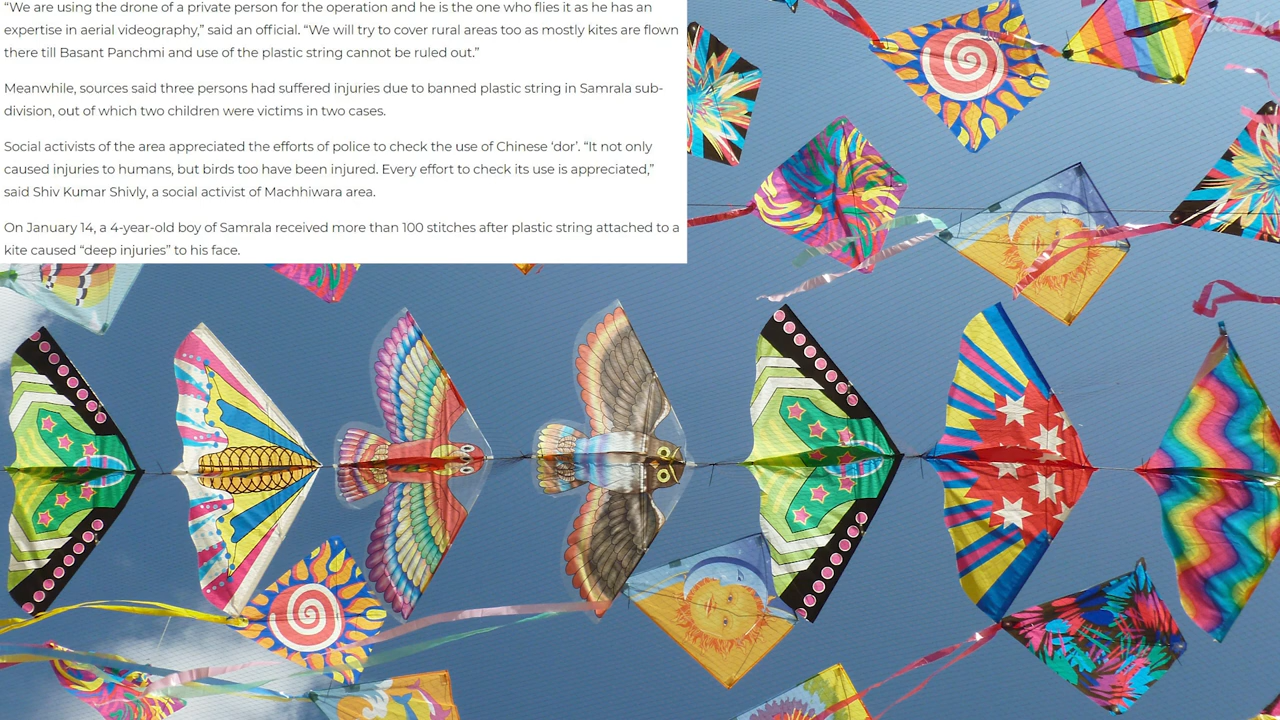 “We are using the drone of a private person for the operation and he is the one who flies it as he has an
expertise in aerial videography,” said an official. “We will try to cover rural areas too as mostly kites are flown
there till Basant Panchmi and use of the plastic string cannot be ruled out.”
Meanwhile, sources said three persons had suffered injuries due to banned plastic string in Samrala sub-
division, out of which two children were victims in two cases.
Social activists of the area appreciated the efforts of police to check the use of Chinese ‘dor’. “It not only
caused injuries to humans, but birds too have been injured. Every effort to check its use is appreciated,”
said Shiv Kumar Shivly, a social activist of Machhiwara area.
On January 14, a 4-year-old boy of Samrala received more than 100 stitches after plastic string attached to a
kite caused “deep injuries” to his face.